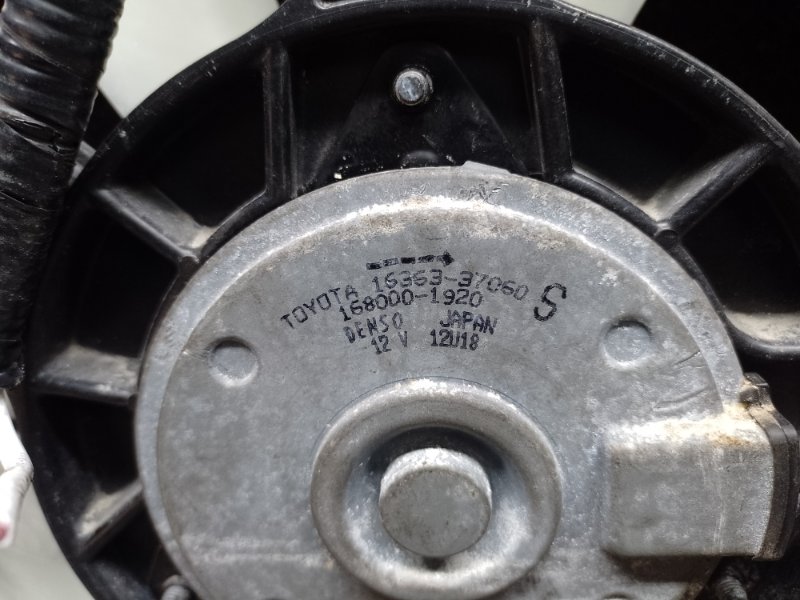 TOYOTA 16363-37060 S
168000-1920
DENSO JAPAN
12 V 12U18